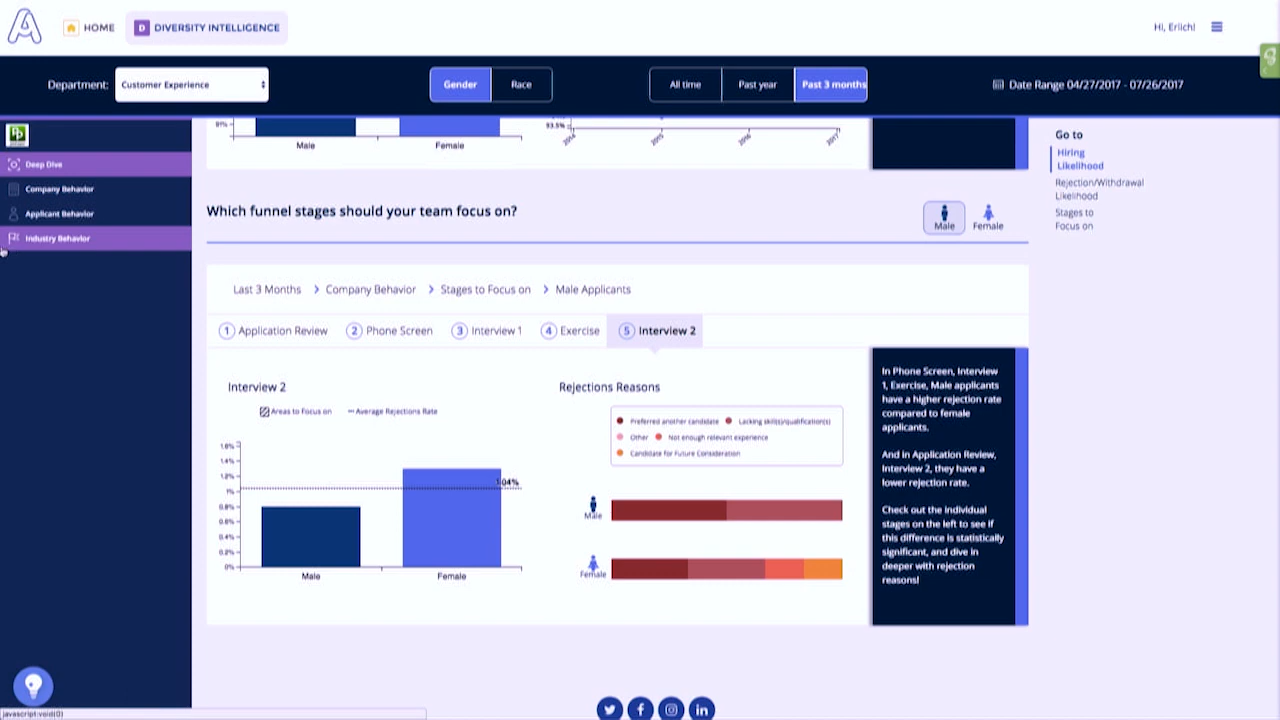 HOME
D DIVERSITY INTELLIGENCE
Hi, Erlich!
Department:
Customer Experience
Gender
Race
All time
Past year
Past 3 months
Date Range 04/27/2017 - 07/26/2017
Deep Dive
Company Behavior
Applicant Behavior
Industry Behavior
91%
Male
Female
93.5%
2014
2015
2016
2017
Go to
Hiring
Likelihood
Rejection/Withdrawal
Likelihood
Stages to
Focus on
Which funnel stages should your team focus on?
Male
Female
Last 3 Months > Company Behavior > Stages to Focus on > Male Applicants
1 Application Review
2 Phone Screen
3 Interview 1
4 Exercise
5 Interview 2
Interview 2
Areas to Focus on
Average Rejections Rate
1.6%
1.4%
1.2%
1%
0.8%
0.6%
0.4%
0.2%
0%
1.04%
Male
Female
Rejections Reasons
Preferred another candidate
Lacking skill(s)/qualification(s)
Other
Not enough relevant experience
Candidate for Future Consideration
Male
Female
In Phone Screen, Interview
1, Exercise, Male applicants
have a higher rejection rate
compared to female
applicants.
And in Application Review,
Interview 2, they have a
lower rejection rate.
Check out the individual
stages on the left to see if
this difference is statistically
significant, and dive in
deeper with rejection
reasons!
javascript:void(0)